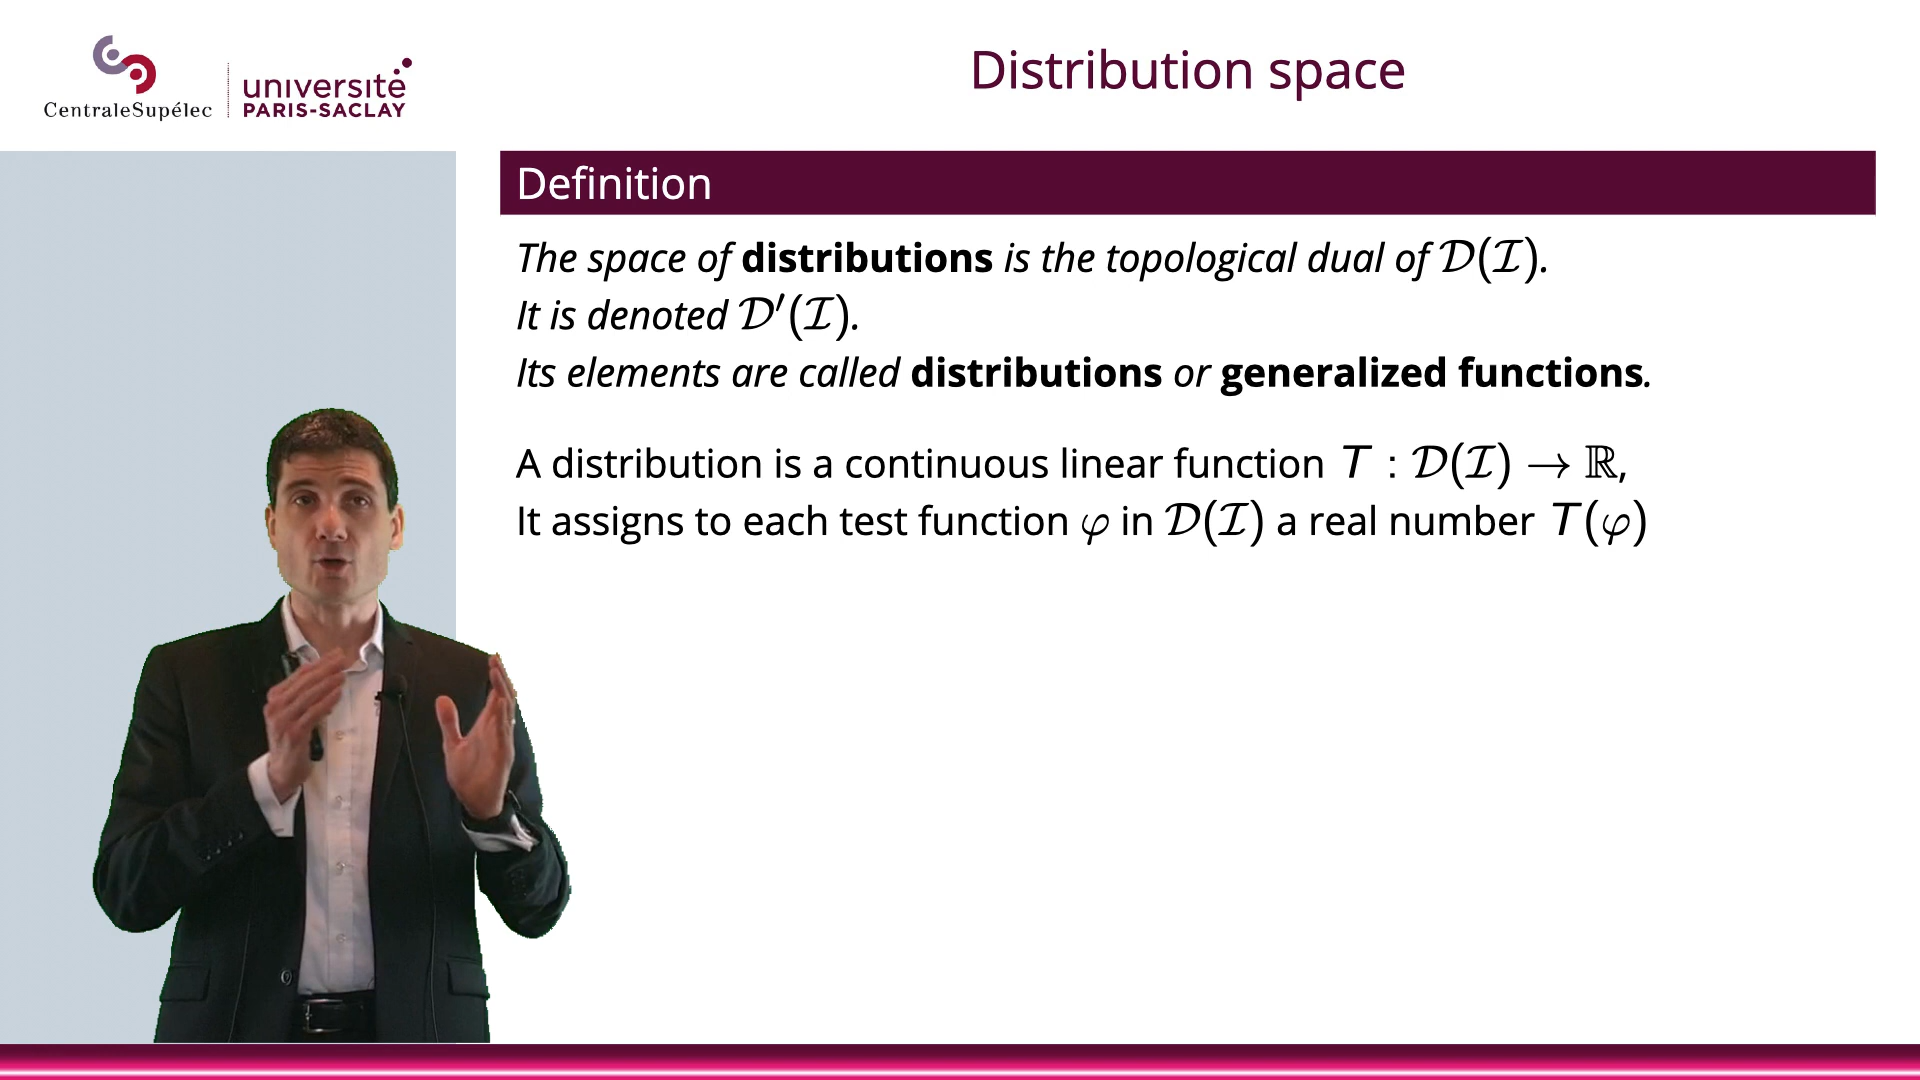 CentraleSupélec
université
PARIS-SACLAY
Distribution space
Definition
The space of distributions is the topological dual of 𝒟(ℐ).
It is denoted 𝒟′(ℐ).
Its elements are called distributions or generalized functions.
A distribution is a continuous linear function T : 𝒟(ℐ) → ℝ,
It assigns to each test function φ in 𝒟(ℐ) a real number T(φ)